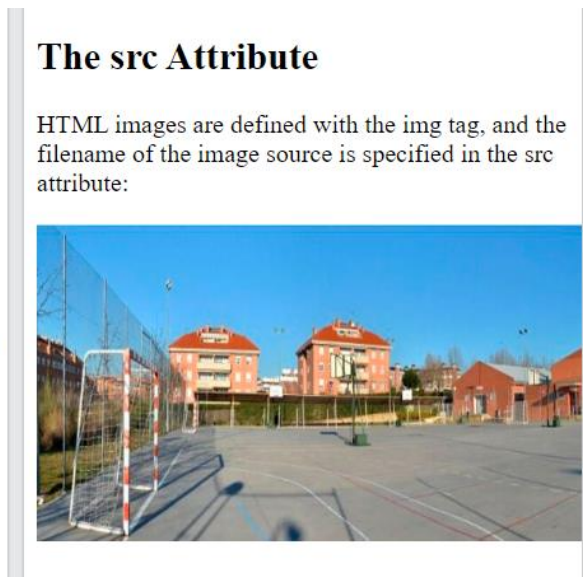 The src Attribute
HTML images are defined with the img tag, and the
filename of the image source is specified in the src
attribute: